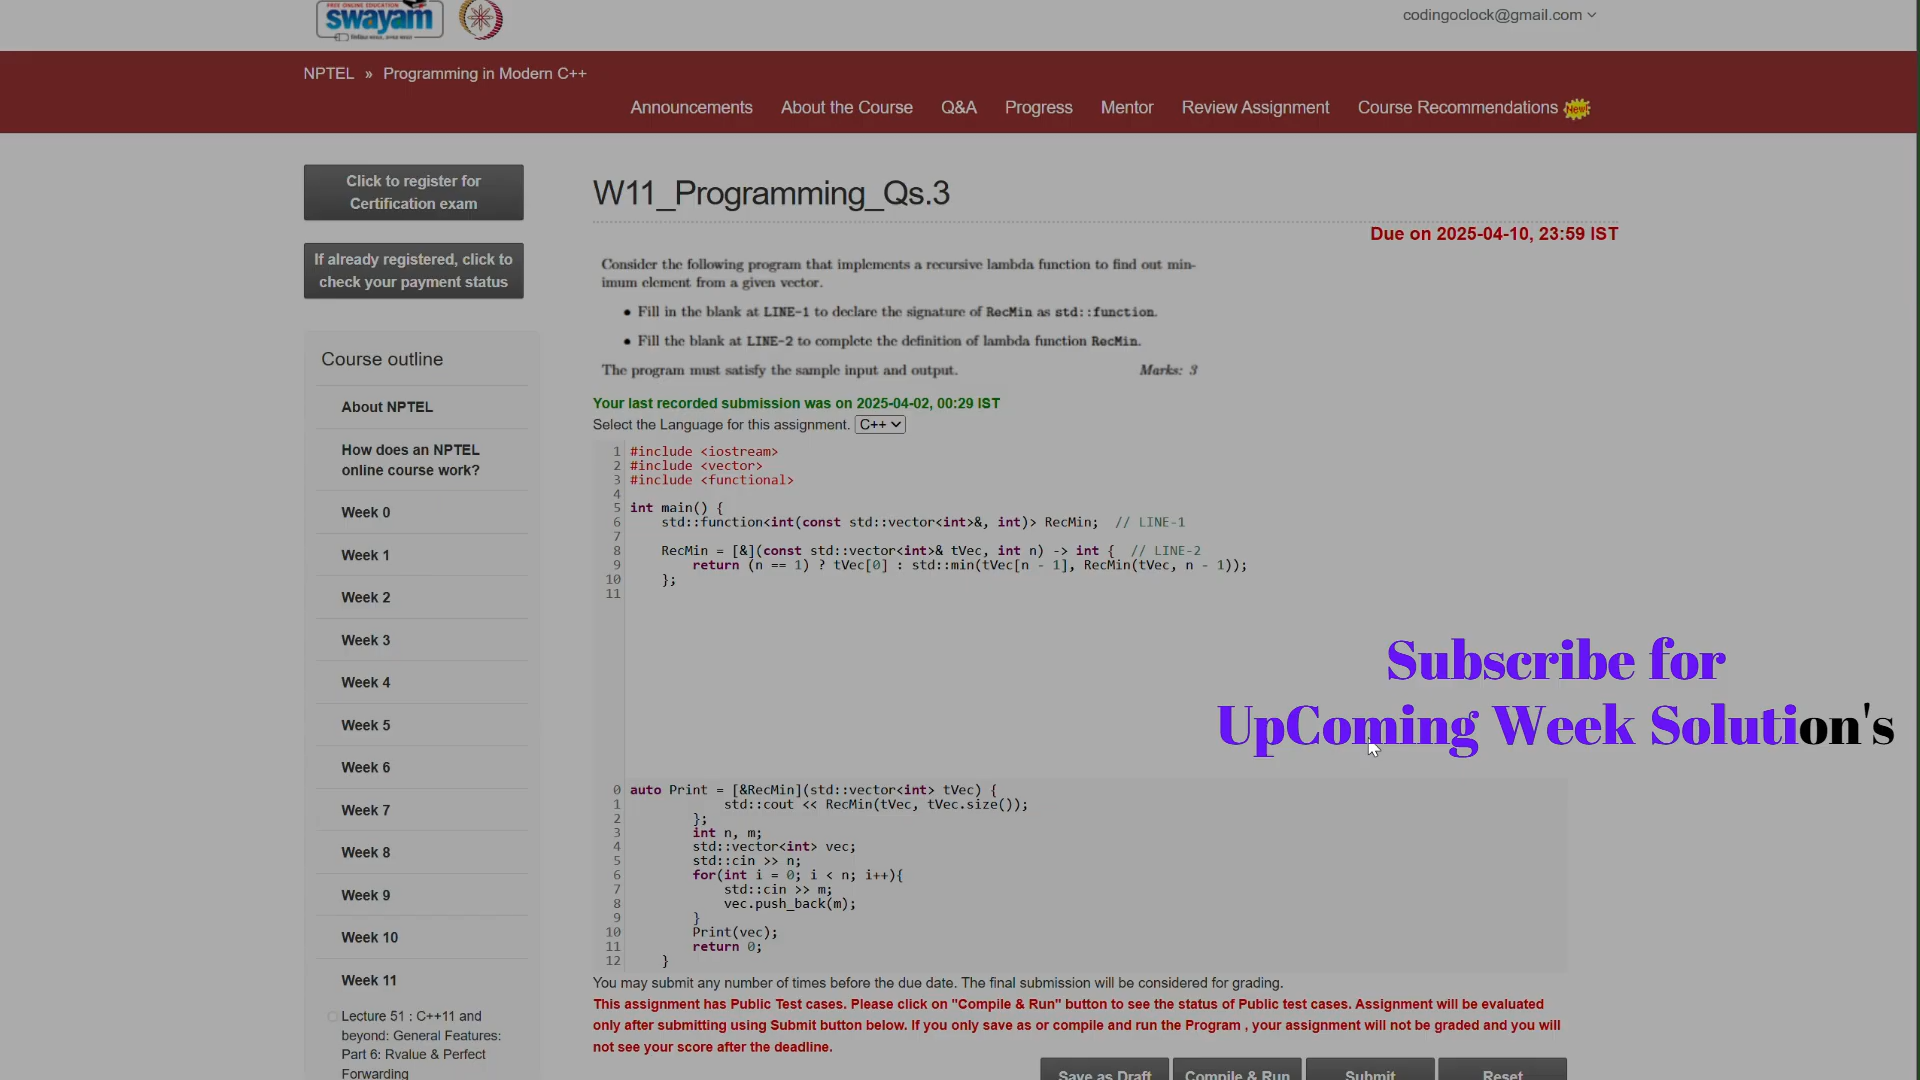 FREE ONLINE EDUCATION
swayam
codingoclock@gmail.com
NPTEL » Programming in Modern C++
Announcements About the Course Q&A Progress Mentor Review Assignment Course Recommendations New!
Click to register for
Certification exam
If already registered, click to
check your payment status
Course outline
About NPTEL
How does an NPTEL
online course work?
Week 0
Week 1
Week 2
Week 3
Week 4
Week 5
Week 6
Week 7
Week 8
Week 9
Week 10
Week 11
Lecture 51 : C++11 and
beyond: General Features:
Part 6: Rvalue & Perfect
Forwarding
W11_Programming_Qs.3
Due on 2025-04-10, 23:59 IST
Consider the following program that implements a recursive lambda function to find out min-
imum element from a given vector.
• Fill in the blank at LINE-1 to declare the signature of RecMin as std::function.
• Fill the blank at LINE-2 to complete the definition of lambda function RecMin.
The program must satisfy the sample input and output. Marks: 3
Your last recorded submission was on 2025-04-02, 00:29 IST
Select the Language for this assignment. C++
1 #include <iostream>
2 #include <vector>
3 #include <functional>
4
5 int main() {
6 std::function<int(const std::vector<int>&, int)> RecMin; // LINE-1
7
8 RecMin = [&](const std::vector<int>& tVec, int n) -> int { // LINE-2
9 return (n == 1) ? tVec[0] : std::min(tVec[n - 1], RecMin(tVec, n - 1));
10 };
11
Subscribe for
UpComing Week Solution's
0 auto Print = [&RecMin](std::vector<int> tVec) {
1 std::cout << RecMin(tVec, tVec.size());
2 };
3 int n, m;
4 std::vector<int> vec;
5 std::cin >> n;
6 for(int i = 0; i < n; i++){
7 std::cin >> m;
8 vec.push_back(m);
9 }
10 Print(vec);
11 return 0;
12 }
You may submit any number of times before the due date. The final submission will be considered for grading.
This assignment has Public Test cases. Please click on "Compile & Run" button to see the status of Public test cases. Assignment will be evaluated
only after submitting using Submit button below. If you only save as or compile and run the Program , your assignment will not be graded and you will
not see your score after the deadline.
Save as Draft Compile & Run Submit Reset